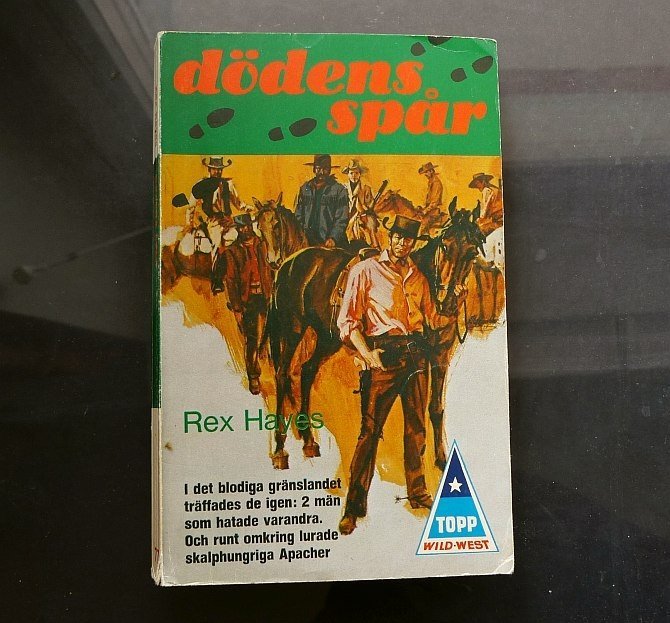 dödens
spår
Rex Hayes
I det blodiga gränslandet
träffades de igen: 2 män
som hatade varandra.
Och runt omkring lurade
skalphungriga Apacher
TOPP
WILD-WEST